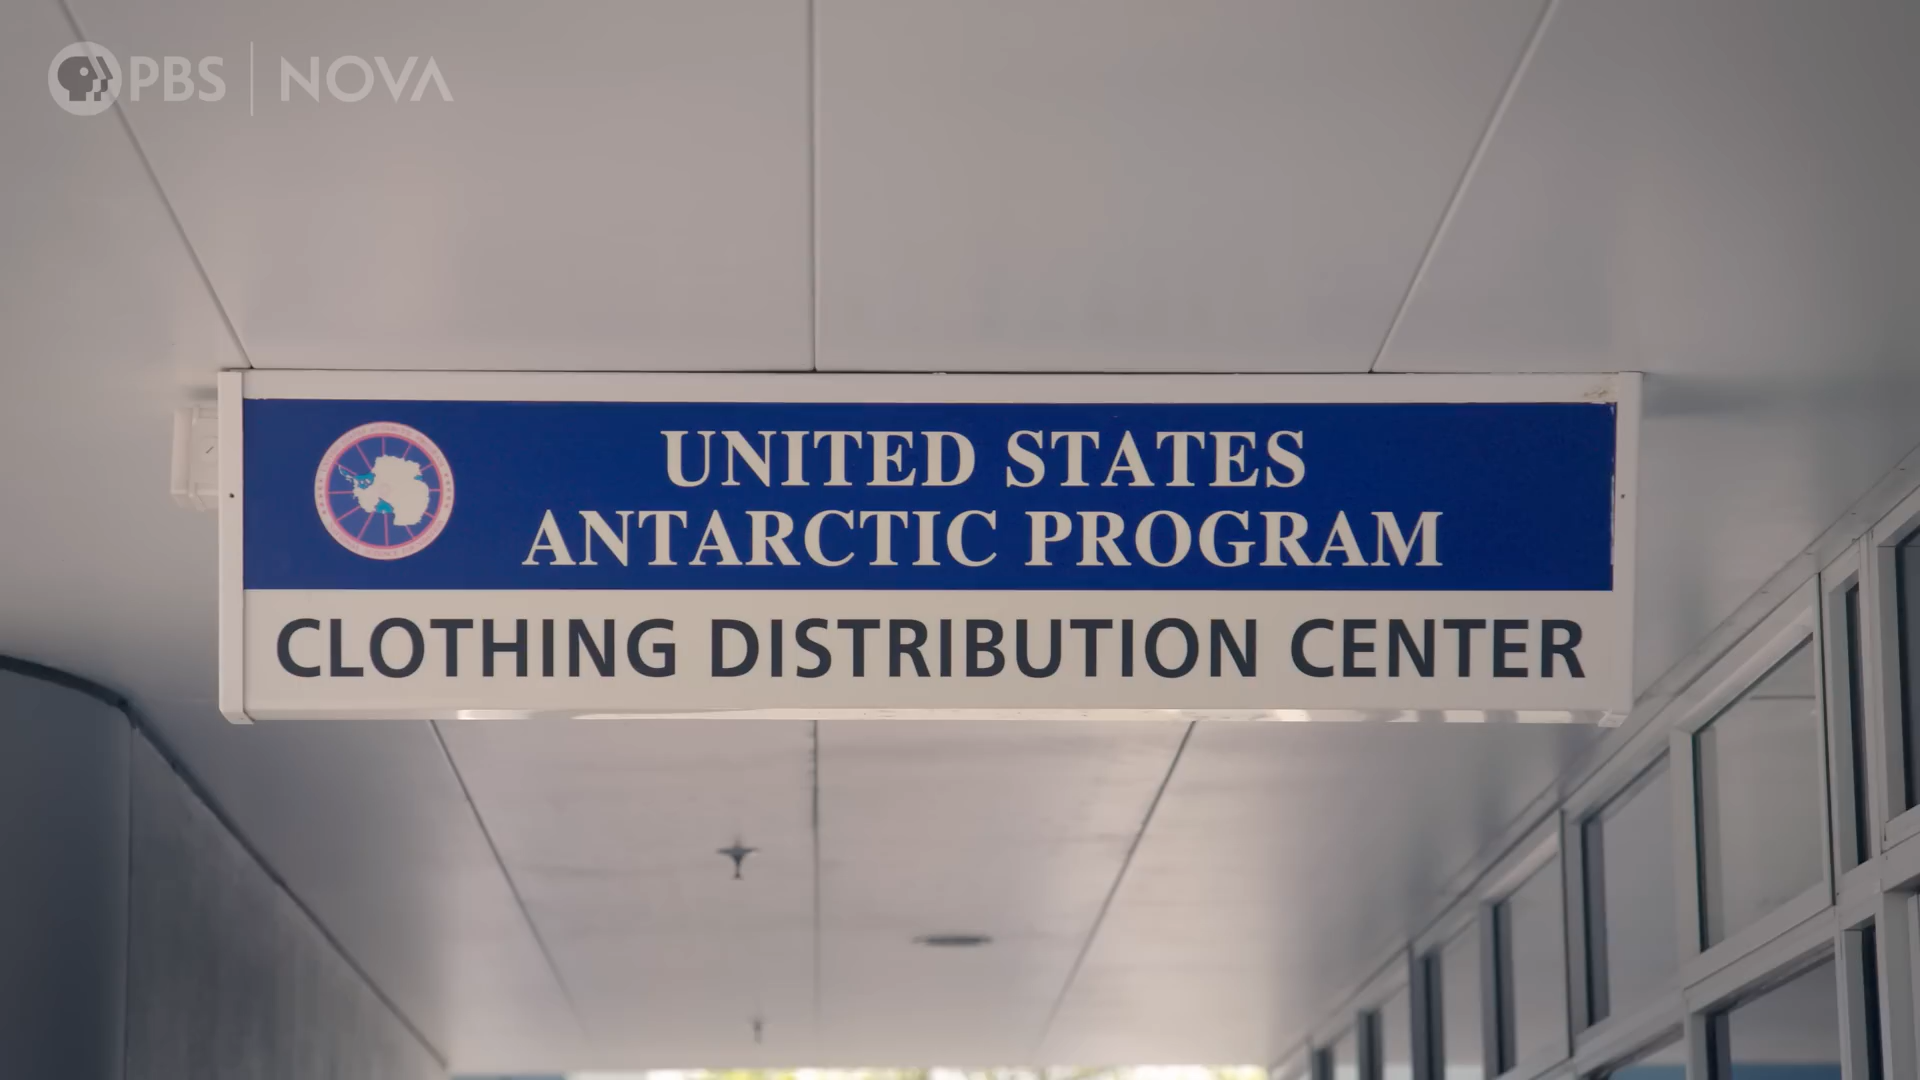 PBS NOVA
UNITED STATES
ANTARCTIC PROGRAM
CLOTHING DISTRIBUTION CENTER